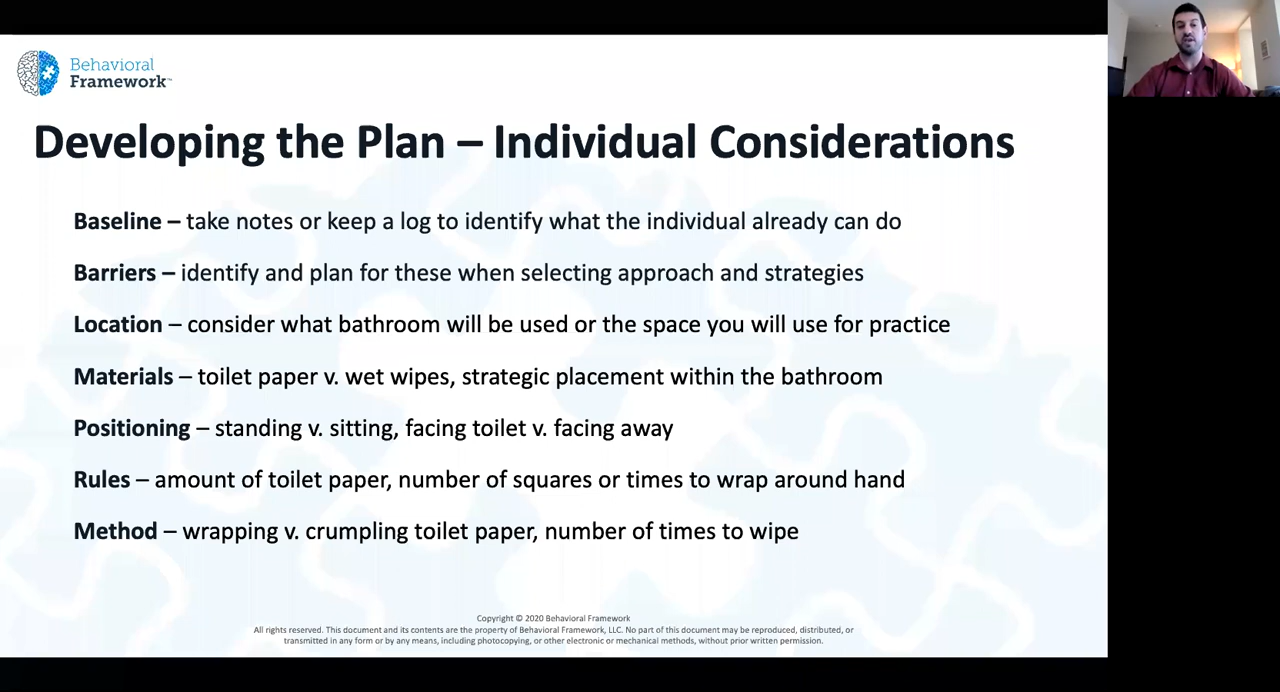 Behavioral
Framework™
Developing the Plan – Individual Considerations
Baseline – take notes or keep a log to identify what the individual already can do
Barriers – identify and plan for these when selecting approach and strategies
Location – consider what bathroom will be used or the space you will use for practice
Materials – toilet paper v. wet wipes, strategic placement within the bathroom
Positioning – standing v. sitting, facing toilet v. facing away
Rules – amount of toilet paper, number of squares or times to wrap around hand
Method – wrapping v. crumpling toilet paper, number of times to wipe
Copyright © 2020 Behavioral Framework
All rights reserved. This document and its contents are the property of Behavioral Framework, LLC. No part of this document may be reproduced, distributed, or
transmitted in any form or by any means, including photocopying, or other electronic or mechanical methods, without prior written permission.